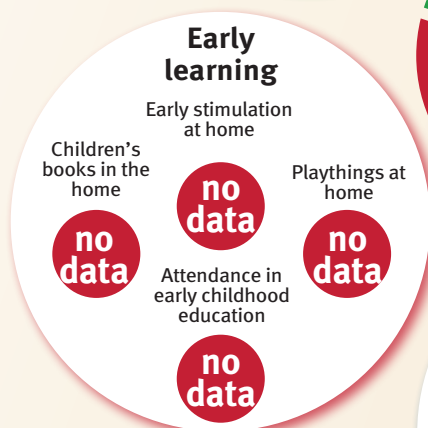 Early
learning
Early stimulation
at home
no
data
Children’s
books in the
home
no
data
Playthings at
home
no
data
Attendance in
early childhood
education
no
data